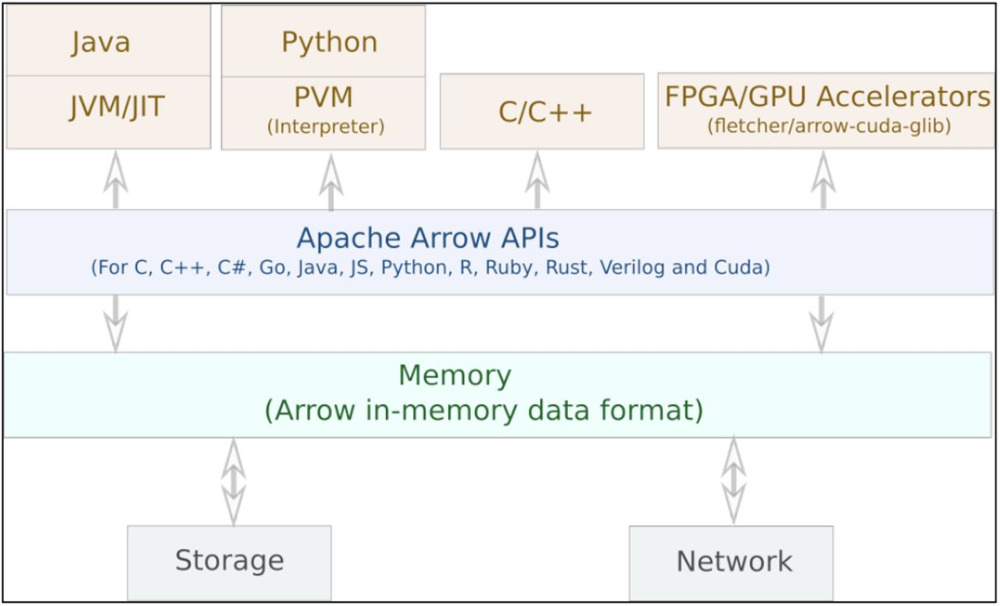 Java
JVM/JIT
Python
PVM
(Interpreter)
C/C++
FPGA/GPU Accelerators
(fletcher/arrow-cuda-glib)
Apache Arrow APIs
(For C, C++, C#, Go, Java, JS, Python, R, Ruby, Rust, Verilog and Cuda)
Memory
(Arrow in-memory data format)
Storage
Network